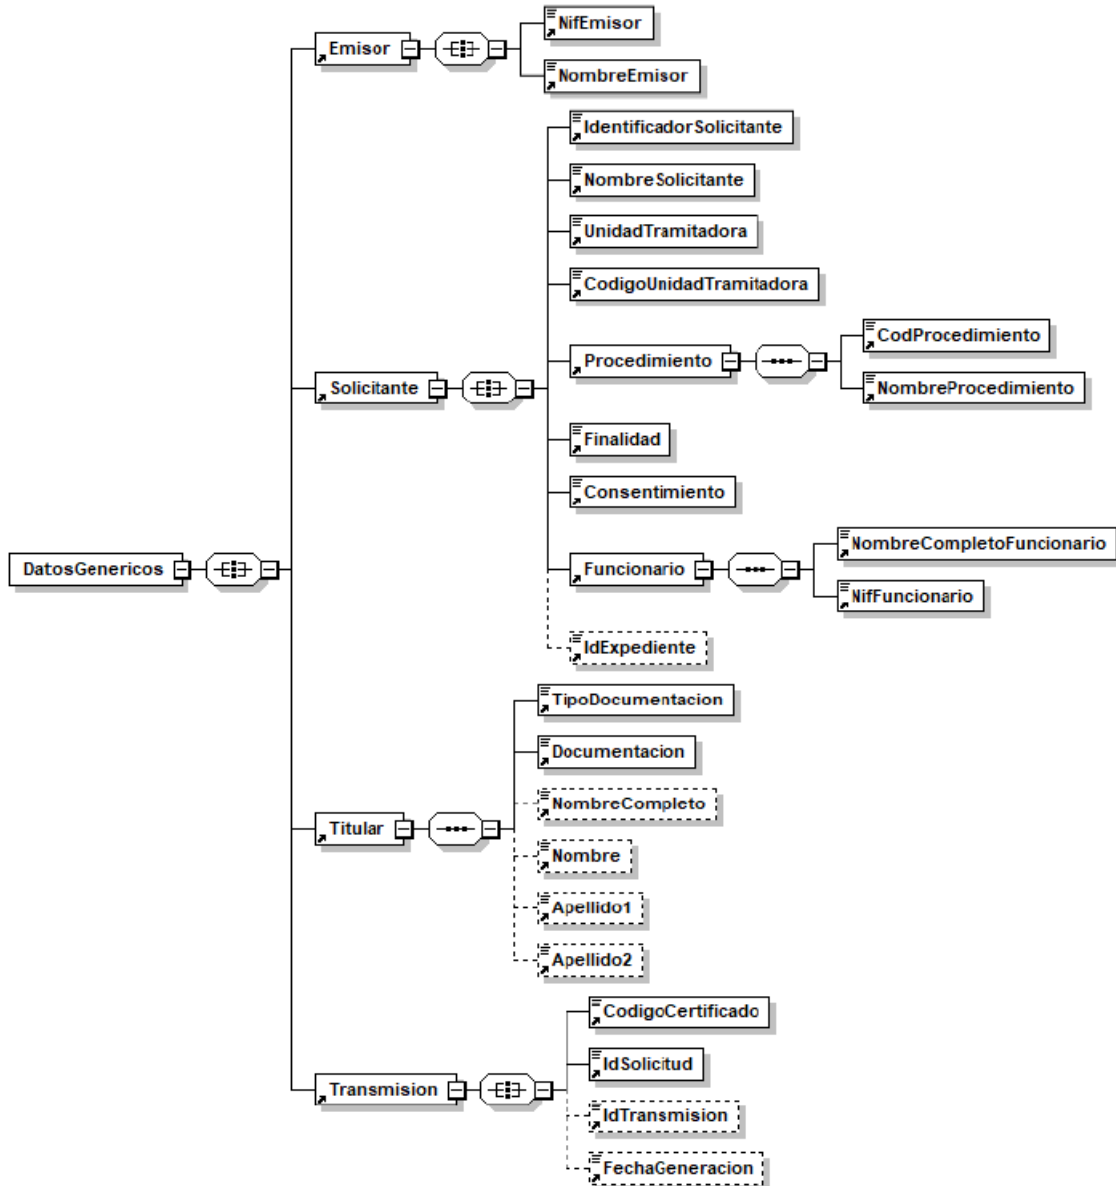 Emisor
NifEmisor
NombreEmisor
IdentificadorSolicitante
NombreSolicitante
UnidadTramitadora
CodigoUnidadTramitadora
Solicitante
Procedimiento
CodProcedimiento
NombreProcedimiento
Finalidad
Consentimiento
DatosGenericos
Funcionario
NombreCompletoFuncionario
NifFuncionario
IdExpediente
TipoDocumentacion
Documentacion
NombreCompleto
Titular
Nombre
Apellido1
Apellido2
CodigoCertificado
IdSolicitud
Transmision
IdTransmision
FechaGeneracion